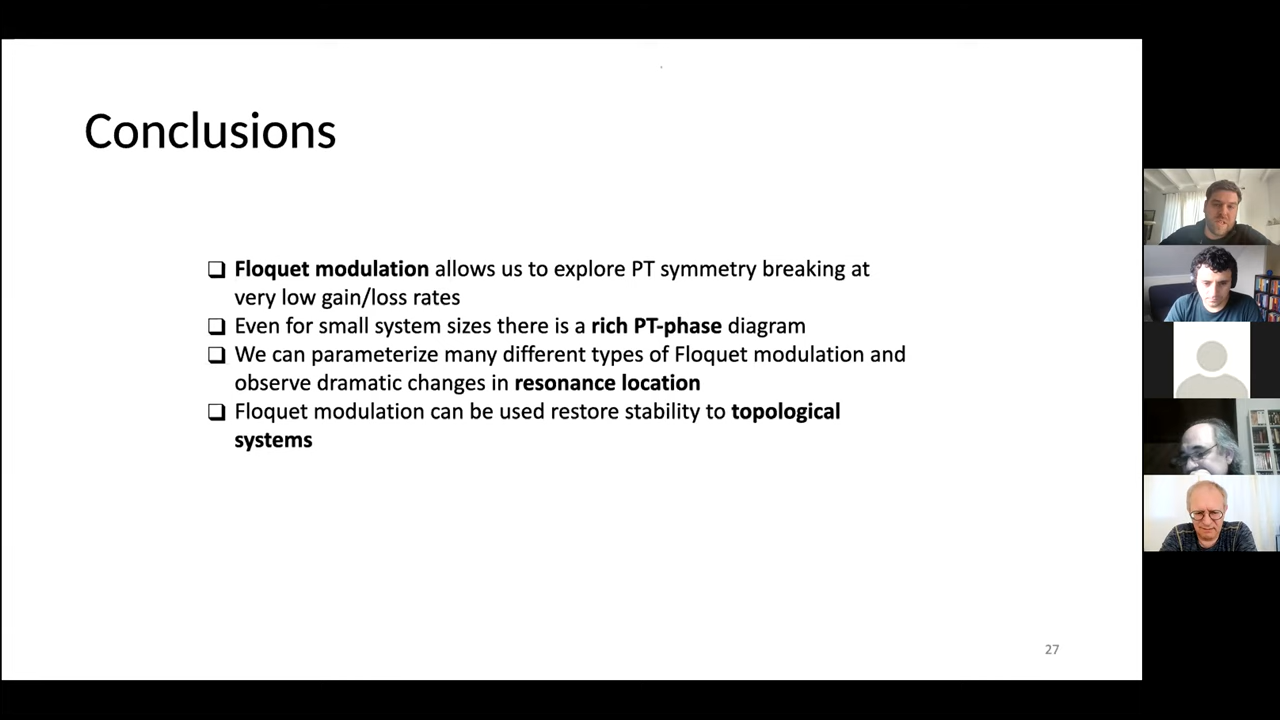 Conclusions
❑ Floquet modulation allows us to explore PT symmetry breaking at
very low gain/loss rates
❑ Even for small system sizes there is a rich PT-phase diagram
❑ We can parameterize many different types of Floquet modulation and
observe dramatic changes in resonance location
❑ Floquet modulation can be used restore stability to topological
systems
27